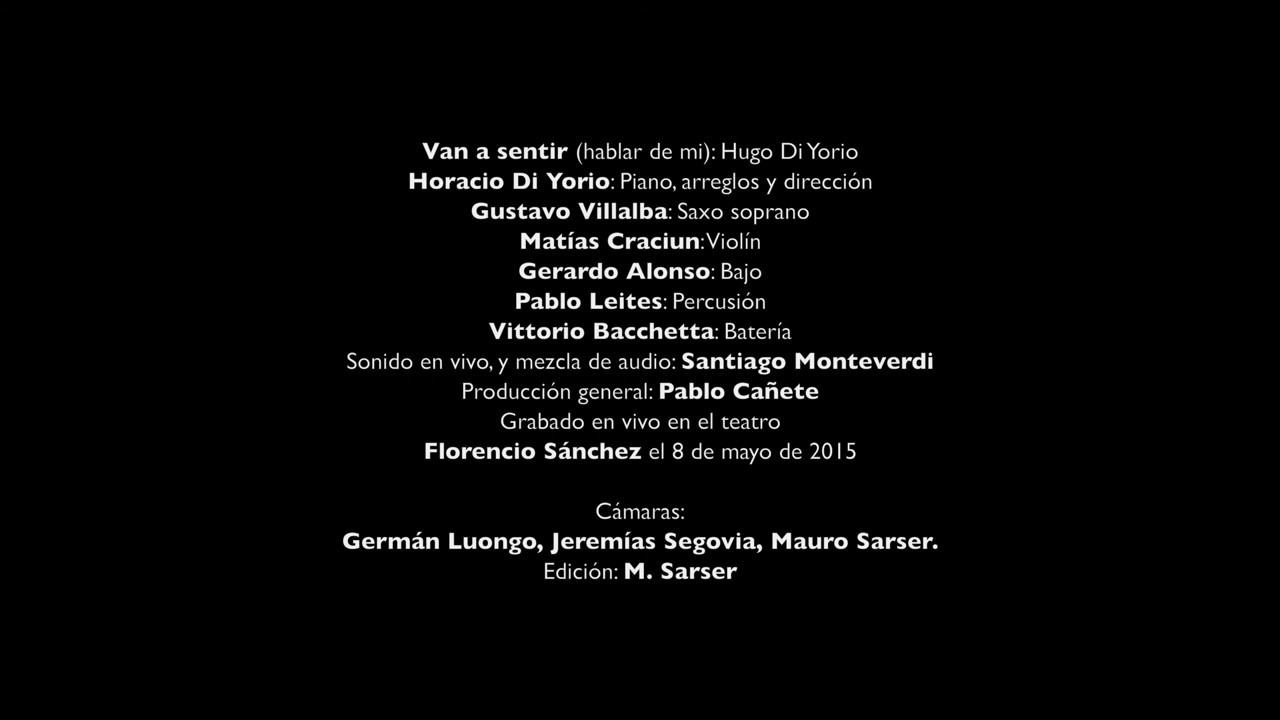 Van a sentir (hablar de mi): Hugo Di Yorio
Horacio Di Yorio: Piano, arreglos y dirección
Gustavo Villalba: Saxo soprano
Matías Craciun: Violín
Gerardo Alonso: Bajo
Pablo Leites: Percusión
Vittorio Bacchetta: Batería
Sonido en vivo, y mezcla de audio: Santiago Monteverdi
Producción general: Pablo Cañete
Grabado en vivo en el teatro
Florencio Sánchez el 8 de mayo de 2015
Cámaras:
Germán Luongo, Jeremías Segovia, Mauro Sarser.
Edición: M. Sarser